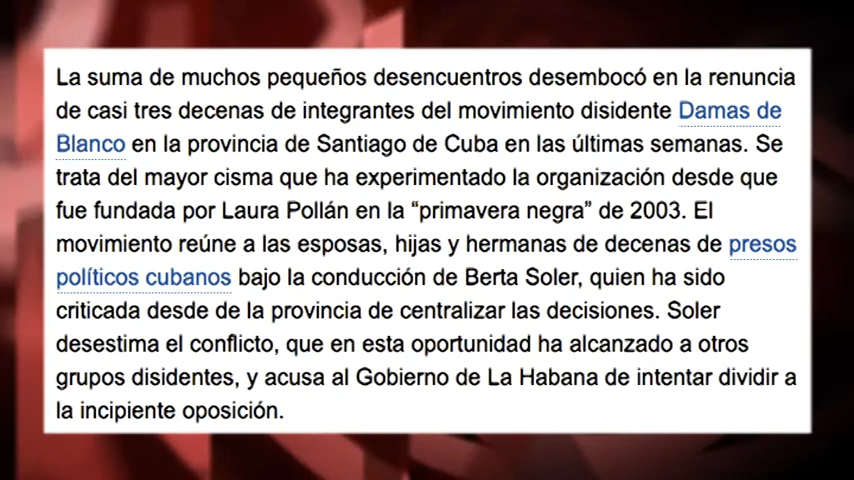 La suma de muchos pequeños desencuentros desembocó en la renuncia
de casi tres decenas de integrantes del movimiento disidente Damas de
Blanco en la provincia de Santiago de Cuba en las últimas semanas. Se
trata del mayor cisma que ha experimentado la organización desde que
fue fundada por Laura Pollán en la “primavera negra” de 2003. El
movimiento reúne a las esposas, hijas y hermanas de decenas de presos
políticos cubanos bajo la conducción de Berta Soler, quien ha sido
criticada desde de la provincia de centralizar las decisiones. Soler
desestima el conflicto, que en esta oportunidad ha alcanzado a otros
grupos disidentes, y acusa al Gobierno de La Habana de intentar dividir a
la incipiente oposición.